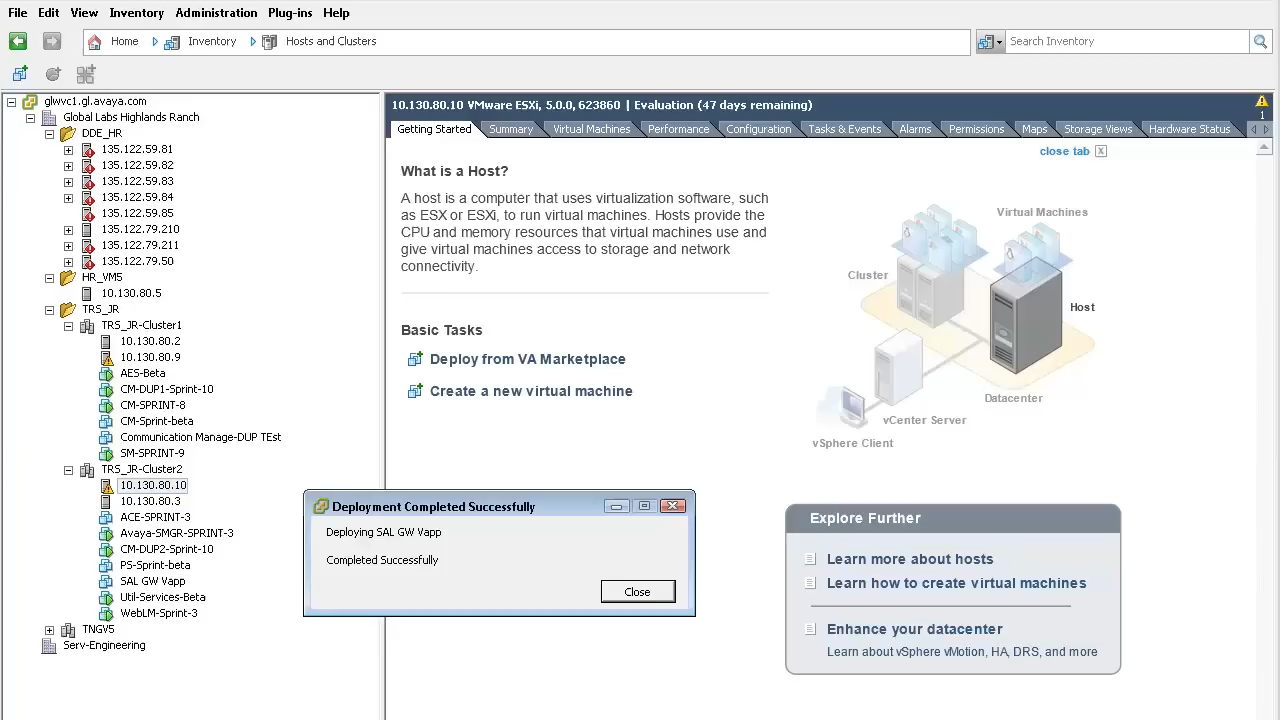 File Edit View Inventory Administration Plug-ins Help
Home Inventory Hosts and Clusters Search Inventory
glwvc1.gl.avaya.com
Global Labs Highlands Ranch
DDE_HR
135.122.59.81
135.122.59.82
135.122.59.83
135.122.59.84
135.122.59.85
135.122.79.210
135.122.79.211
135.122.79.50
HR_VM5
10.130.80.5
TRS_JR
TRS_JR-Cluster1
10.130.80.2
10.130.80.9
AES-Beta
CM-DUP1-Sprint-10
CM-SPRINT-8
CM-Sprint-beta
Communication Manage-DUP TEst
SM-SPRINT-9
TRS_JR-Cluster2
10.130.80.10
10.130.80.3
ACE-SPRINT-3
Avaya-SMGR-SPRINT-3
CM-DUP2-Sprint-10
PS-Sprint-beta
SAL GW Vapp
Util-Services-Beta
WebLM-Sprint-3
TNGV5
Serv-Engineering
10.130.80.10 VMware ESXi, 5.0.0, 623860 | Evaluation (47 days remaining)
1
Getting Started Summary Virtual Machines Performance Configuration Tasks & Events Alarms Permissions Maps Storage Views Hardware Status
close tab X
What is a Host?
A host is a computer that uses virtualization software, such
as ESX or ESXi, to run virtual machines. Hosts provide the
CPU and memory resources that virtual machines use and
give virtual machines access to storage and network
connectivity.
Basic Tasks
Deploy from VA Marketplace
Create a new virtual machine
Virtual Machines
Cluster
Host
Datacenter
vCenter Server
vSphere Client
Deployment Completed Successfully
Deploying SAL GW Vapp
Completed Successfully
Close
Explore Further
Learn more about hosts
Learn how to create virtual machines
Enhance your datacenter
Learn about vSphere vMotion, HA, DRS, and more